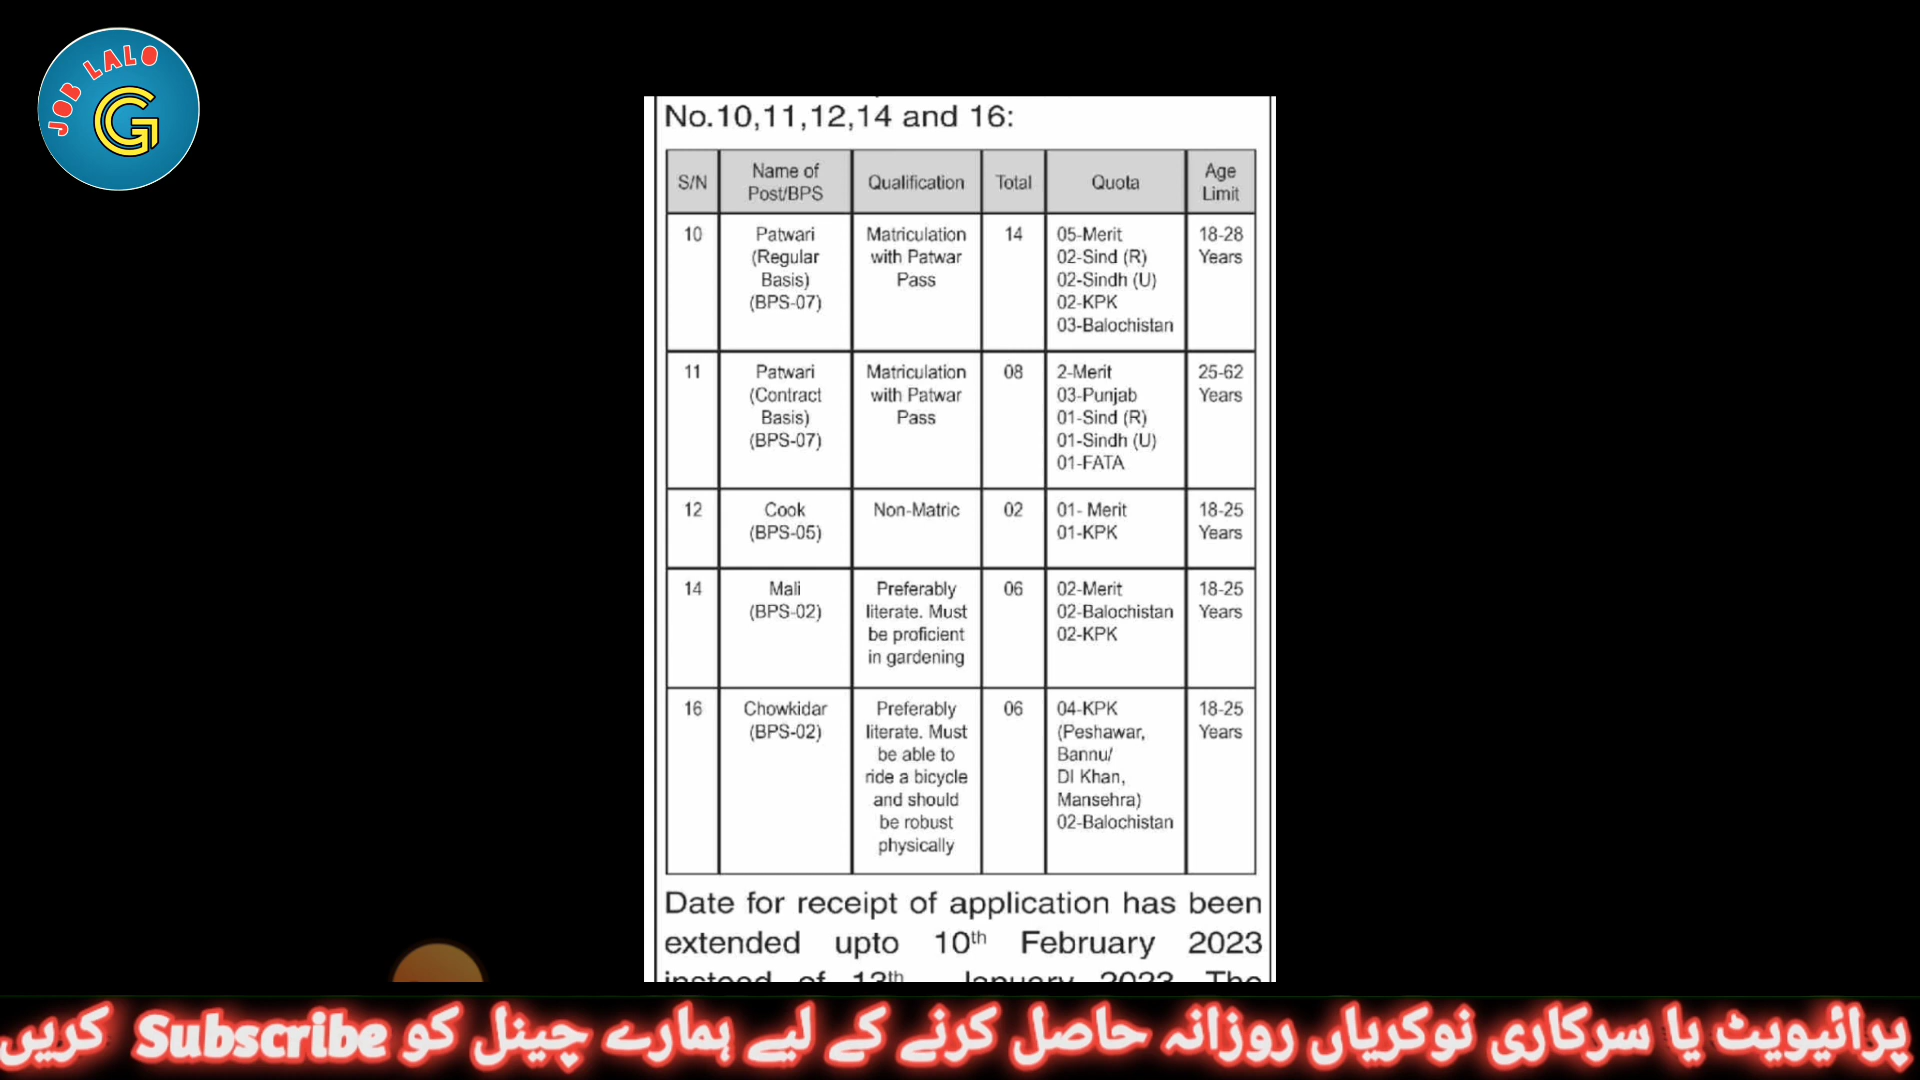 JOB LALO
G
No.10,11,12,14 and 16:
S/N Name of Post/BPS Qualification Total Quota Age Limit
10 Patwari (Regular Basis) (BPS-07) Matriculation with Patwar Pass 14 05-Merit 02-Sind (R) 02-Sindh (U) 02-KPK 03-Balochistan 18-28 Years
11 Patwari (Contract Basis) (BPS-07) Matriculation with Patwar Pass 08 2-Merit 03-Punjab 01-Sind (R) 01-Sindh (U) 01-FATA 25-62 Years
12 Cook (BPS-05) Non-Matric 02 01- Merit 01-KPK 18-25 Years
14 Mali (BPS-02) Preferably literate. Must be proficient in gardening 06 02-Merit 02-Balochistan 02-KPK 18-25 Years
16 Chowkidar (BPS-02) Preferably literate. Must be able to ride a bicycle and should be robust physically 06 04-KPK (Peshawar, Bannu/ DI Khan, Mansehra) 02-Balochistan 18-25 Years
Date for receipt of application has been
extended upto 10th February 2023
instead of 13th January 2023 The
پرائیویٹ یا سرکاری نوکریاں روزانہ حاصل کرنے کے لیے ہمارے چینل کو Subscribe کریں